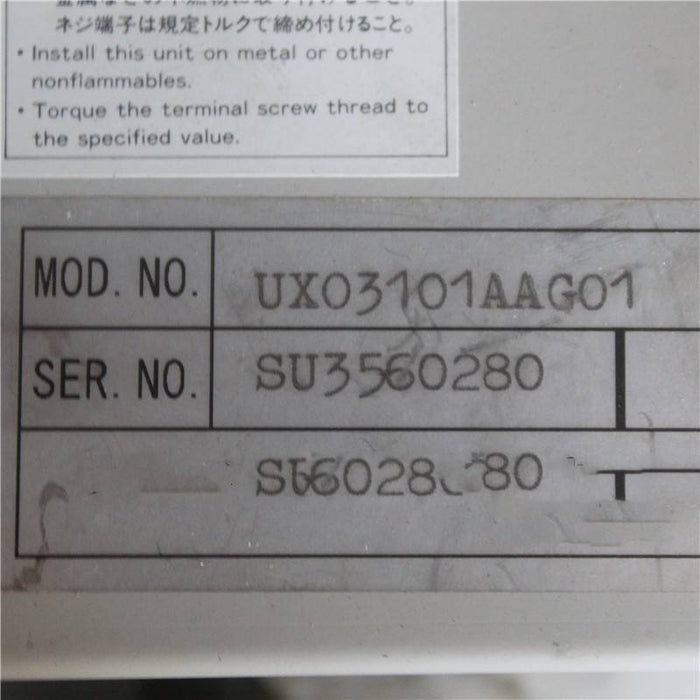 ネジ端子は規定トルクで締め付けること。
• Install this unit on metal or other
nonflammables.
• Torque the terminal screw thread to
the specified value.
MOD. NO. UX03101AAG01
SER. NO. SU3560280